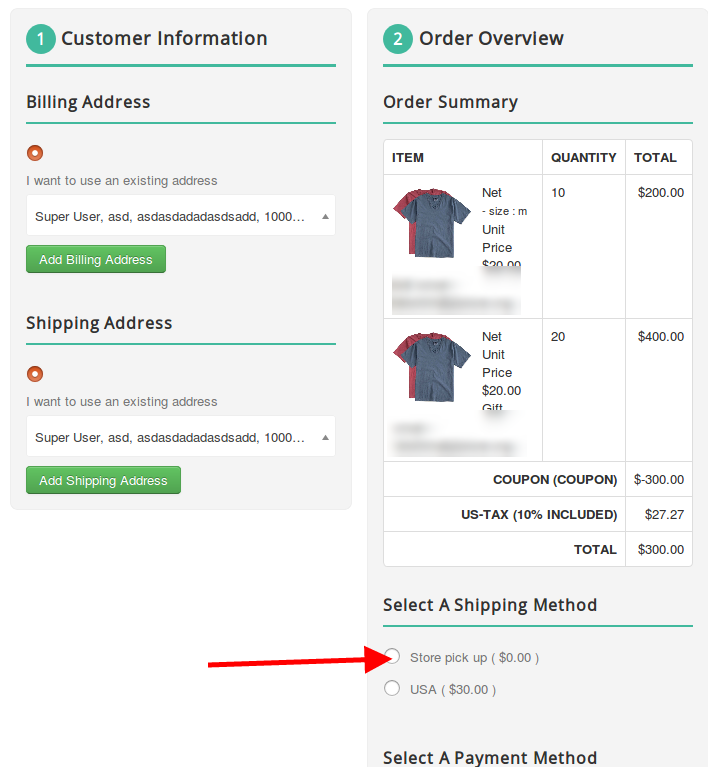 1 Customer Information
Billing Address
I want to use an existing address
Super User, asd, asdasdadadasdsadd, 1000...
Add Billing Address
Shipping Address
I want to use an existing address
Super User, asd, asdasdadadasdsadd, 1000...
Add Shipping Address
2 Order Overview
Order Summary
ITEM QUANTITY TOTAL
Net 10 $200.00
- size : m
Unit
Price
$20.00
Net 20 $400.00
Unit
Price
$20.00
Gift
COUPON (COUPON) $-300.00
US-TAX (10% INCLUDED) $27.27
TOTAL $300.00
Select A Shipping Method
Store pick up ( $0.00 )
USA ( $30.00 )
Select A Payment Method